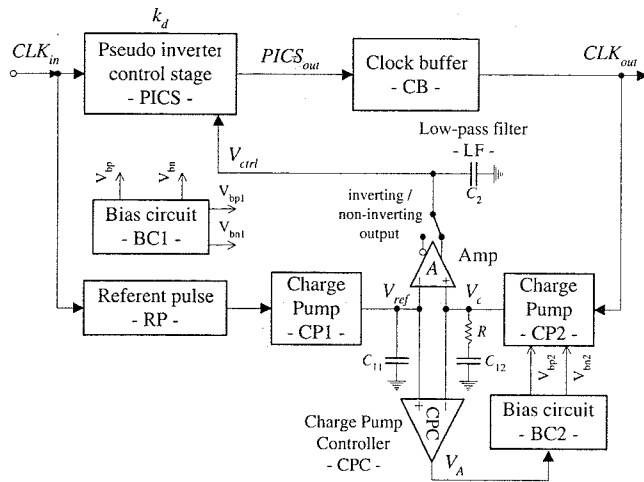 k_d
CLK_in
Pseudo inverter
control stage
- PICS -
PICS_out
Clock buffer
- CB -
CLK_out
Low-pass filter
- LF -
C_2
V_ctrl
V_bp
V_bn
V_bp1
V_bn1
Bias circuit
- BC1 -
inverting /
non-inverting
output
A
Amp
Referent pulse
- RP -
Charge
Pump
- CP1 -
V_ref
V_c
Charge
Pump
- CP2 -
R
C_11
C_12
V_bp2
V_bn2
+
+
−
CPC
Charge Pump
Controller
- CPC -
V_A
Bias circuit
- BC2 -